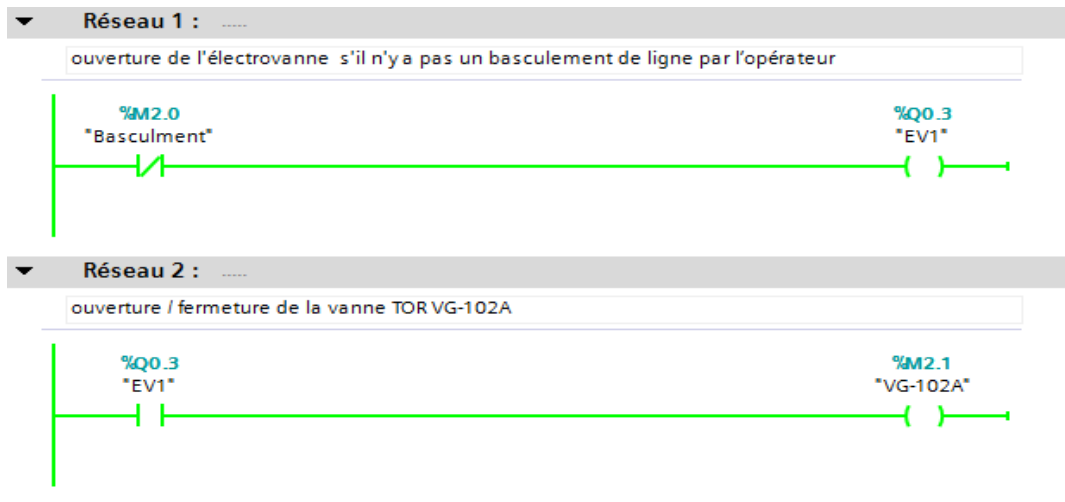 Réseau 1 : .....
ouverture de l'électrovanne s'il n'y a pas un basculement de ligne par l’opérateur
%M2.0
"Basculment"
%Q0.3
"EV1"
Réseau 2 : .....
ouverture / fermeture de la vanne TOR VG-102A
%Q0.3
"EV1"
%M2.1
"VG-102A"